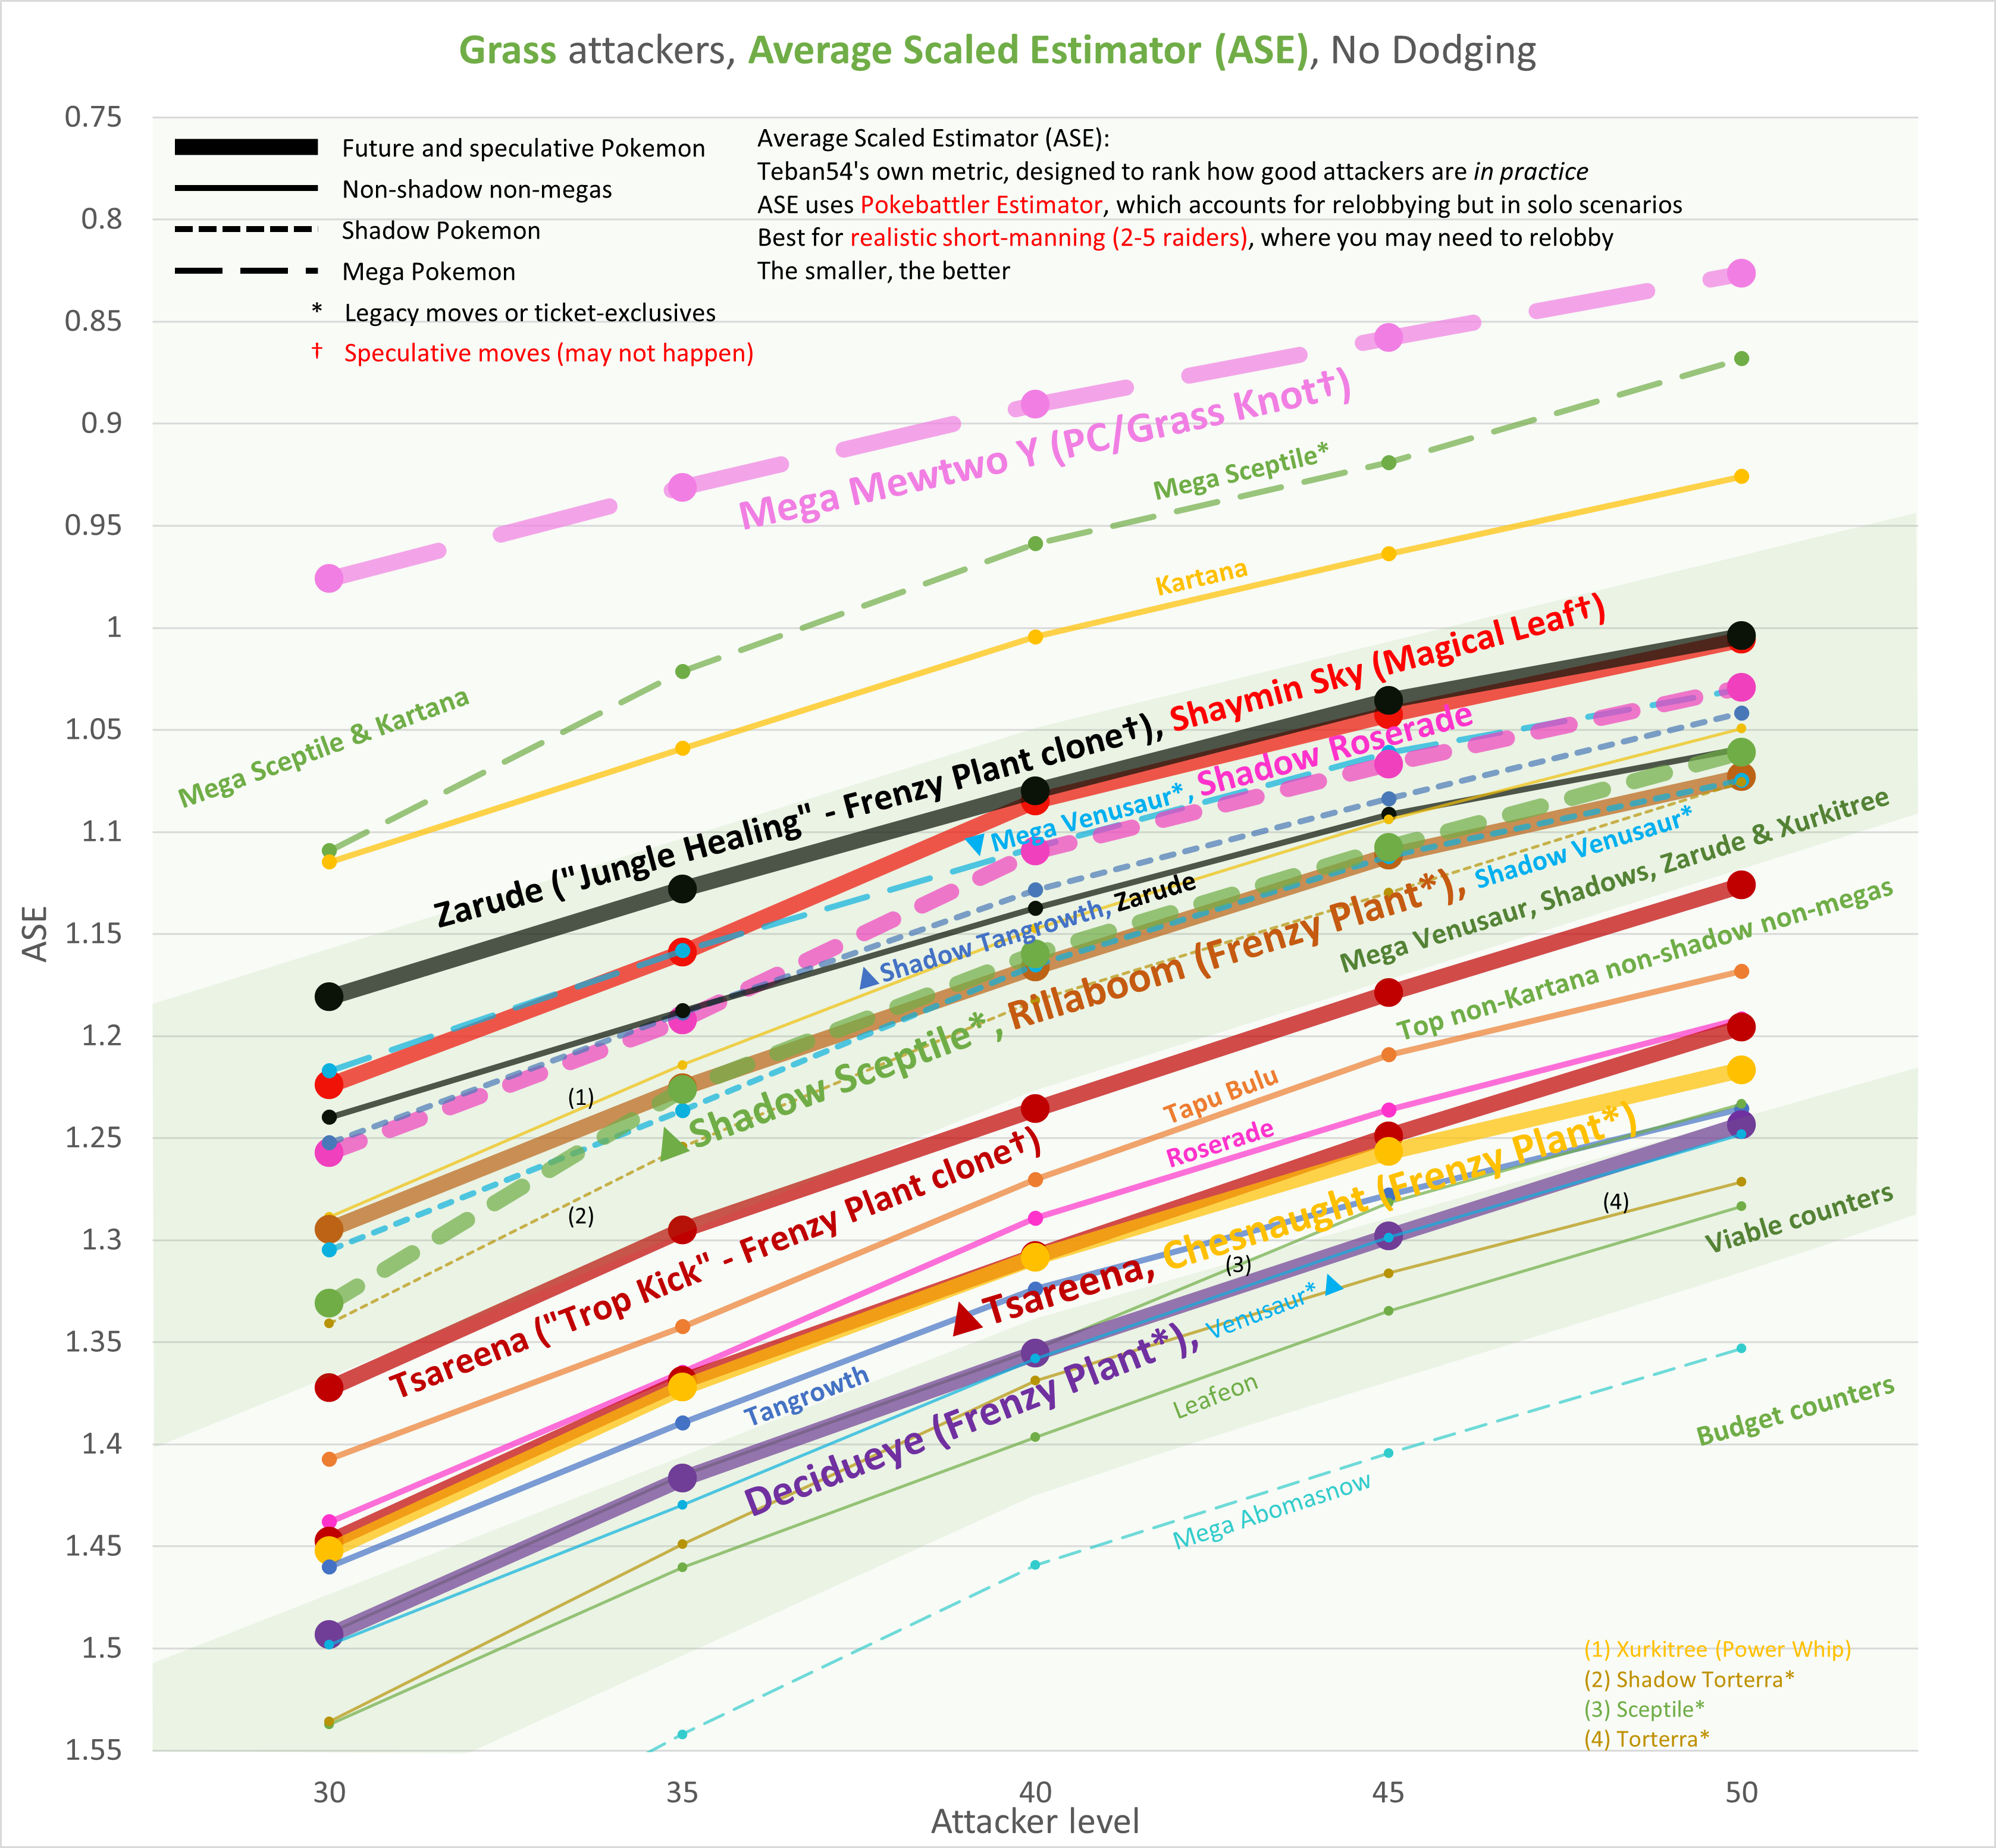 Grass attackers, Average Scaled Estimator (ASE), No Dodging
Future and speculative Pokemon
Non-shadow non-megas
Shadow Pokemon
Mega Pokemon
* Legacy moves or ticket-exclusives
† Speculative moves (may not happen)
Average Scaled Estimator (ASE):
Teban54's own metric, designed to rank how good attackers are in practice
ASE uses Pokebattler Estimator, which accounts for relobbying but in solo scenarios
Best for realistic short-manning (2-5 raiders), where you may need to relobby
The smaller, the better
ASE
0.75
0.8
0.85
0.9
0.95
1
1.05
1.1
1.15
1.2
1.25
1.3
1.35
1.4
1.45
1.5
1.55
Mega Mewtwo Y (PC/Grass Knot†)
Mega Sceptile*
Kartana
Mega Sceptile & Kartana
Zarude ("Jungle Healing" - Frenzy Plant clone†), Shaymin Sky (Magical Leaf†)
Mega Venusaur*, Shadow Roserade
Shadow Tangrowth, Zarude
Shadow Sceptile*, Rillaboom (Frenzy Plant*), Shadow Venusaur*
Mega Venusaur, Shadows, Zarude & Xurkitree
(1)
(2)
Tsareena ("Trop Kick" - Frenzy Plant clone†)
Tapu Bulu
Roserade
Top non-Kartana non-shadow non-megas
Tsareena, Chesnaught (Frenzy Plant*)
(3)
(4)
Tangrowth
Decidueye (Frenzy Plant*), Venusaur*
Leafeon
Viable counters
Mega Abomasnow
Budget counters
(1) Xurkitree (Power Whip)
(2) Shadow Torterra*
(3) Sceptile*
(4) Torterra*
30
35
40
45
50
Attacker level